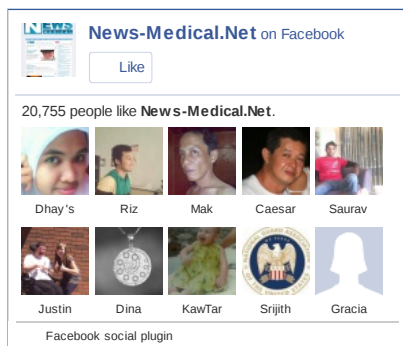 NEWS
News-Medical.Net on Facebook
Like
20,755 people like News-Medical.Net.
Dhay's Riz Mak Caesar Saurav
Justin Dina KawTar Srijith Gracia
Facebook social plugin